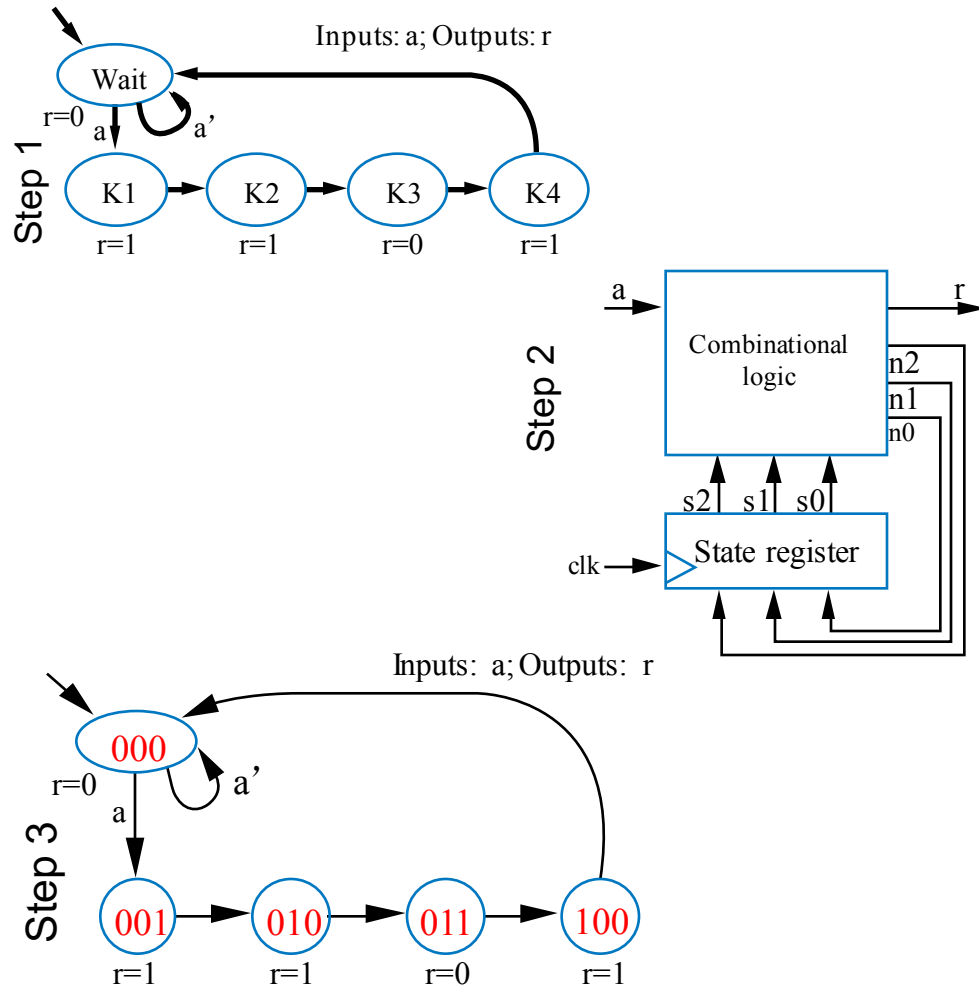 Inputs: a; Outputs: r
Wait
r=0
a
a’
Step 1
K1
K2
K3
K4
r=1
r=1
r=0
r=1
Step 2
a
Combinational
logic
r
n2
n1
n0
s2
s1
s0
clk
State register
Inputs: a; Outputs: r
000
r=0
a
a’
Step 3
001
010
011
100
r=1
r=1
r=0
r=1